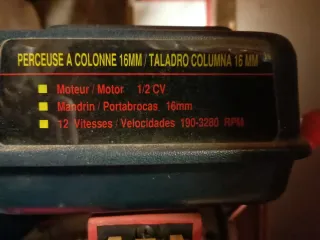 PERCEUSE A COLONNE 16MM / TALADRO COLUMNA 16 MM
Moteur / Motor 1/2 CV
Mandrin / Portabrocas 16mm
12 Vitesses / Velocidades 190-3280 RPM